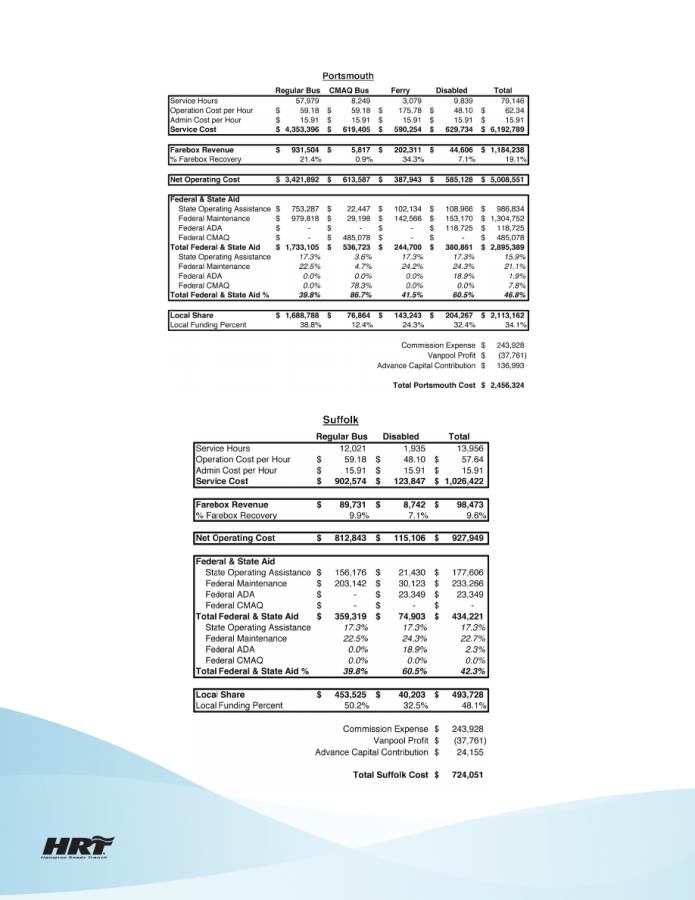 Portsmouth
Regular Bus CMAQ Bus Ferry Disabled Total
Service Hours 57,979 8,249 3,079 9,839 79,146
Operation Cost per Hour $ 59.18 $ 59.18 $ 175.78 $ 48.10 $ 62.34
Admin Cost per Hour $ 15.91 $ 15.91 $ 15.91 $ 15.91 $ 15.91
Service Cost $ 4,353,396 $ 619,405 $ 590,254 $ 629,734 $ 6,192,789
Farebox Revenue $ 931,504 $ 5,817 $ 202,311 $ 44,606 $ 1,184,238
% Farebox Recovery 21.4% 0.9% 34.3% 7.1% 19.1%
Net Operating Cost $ 3,421,892 $ 613,587 $ 387,943 $ 585,128 $ 5,008,551
Federal & State Aid
State Operating Assistance $ 753,287 $ 22,447 $ 102,134 $ 108,966 $ 986,834
Federal Maintenance $ 979,818 $ 29,198 $ 142,566 $ 153,170 $ 1,304,752
Federal ADA $ - $ - $ - $ 118,725 $ 118,725
Federal CMAQ $ - $ 485,078 $ - $ - $ 485,078
Total Federal & State Aid $ 1,733,105 $ 536,723 $ 244,700 $ 380,861 $ 2,895,389
State Operating Assistance 17.3% 3.6% 17.3% 17.3% 15.9%
Federal Maintenance 22.5% 4.7% 24.2% 24.3% 21.1%
Federal ADA 0.0% 0.0% 0.0% 18.9% 1.9%
Federal CMAQ 0.0% 78.3% 0.0% 0.0% 7.8%
Total Federal & State Aid % 39.8% 86.7% 41.5% 60.5% 46.8%
Local Share $ 1,688,788 $ 76,864 $ 143,243 $ 204,267 $ 2,113,162
Local Funding Percent 38.8% 12.4% 24.3% 32.4% 34.1%
Commission Expense $ 243,928
Vanpool Profit $ (37,761)
Advance Capital Contribution $ 136,993
Total Portsmouth Cost $ 2,456,324
Suffolk
Regular Bus Disabled Total
Service Hours 12,021 1,935 13,956
Operation Cost per Hour $ 59.18 $ 48.10 $ 57.64
Admin Cost per Hour $ 15.91 $ 15.91 $ 15.91
Service Cost $ 902,574 $ 123,847 $ 1,026,422
Farebox Revenue $ 89,731 $ 8,742 $ 98,473
% Farebox Recovery 9.9% 7.1% 9.6%
Net Operating Cost $ 812,843 $ 115,106 $ 927,949
Federal & State Aid
State Operating Assistance $ 156,176 $ 21,430 $ 177,606
Federal Maintenance $ 203,142 $ 30,123 $ 233,266
Federal ADA $ - $ 23,349 $ 23,349
Federal CMAQ $ - $ - $ -
Total Federal & State Aid $ 359,319 $ 74,903 $ 434,221
State Operating Assistance 17.3% 17.3% 17.3%
Federal Maintenance 22.5% 24.3% 22.7%
Federal ADA 0.0% 18.9% 2.3%
Federal CMAQ 0.0% 0.0% 0.0%
Total Federal & State Aid % 39.8% 60.5% 42.3%
Local Share $ 453,525 $ 40,203 $ 493,728
Local Funding Percent 50.2% 32.5% 48.1%
Commission Expense $ 243,928
Vanpool Profit $ (37,761)
Advance Capital Contribution $ 24,155
Total Suffolk Cost $ 724,051
HRT
Hampton Roads Transit